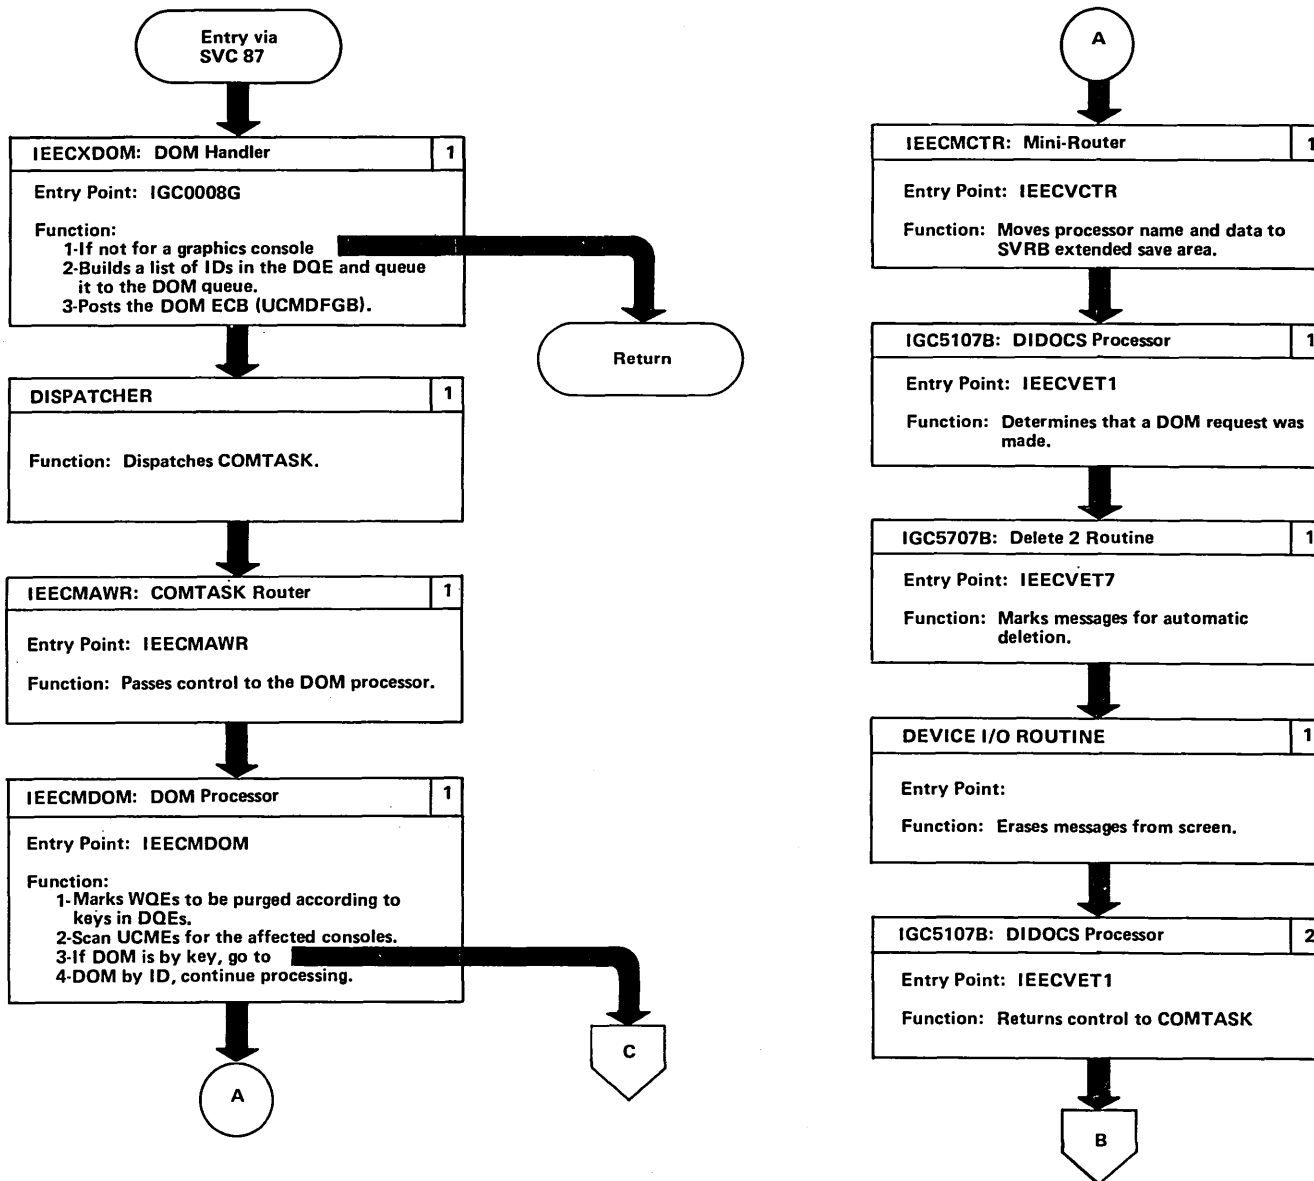 Entry via
SVC 87
IEECXDOM: DOM Handler 1
Entry Point: IGC0008G
Function:
1-If not for a graphics console
2-Builds a list of IDs in the DQE and queue
it to the DOM queue.
3-Posts the DOM ECB (UCMDFGB).
Return
DISPATCHER 1
Function: Dispatches COMTASK.
IEECMAWR: COMTASK Router 1
Entry Point: IEECMAWR
Function: Passes control to the DOM processor.
IEECMDOM: DOM Processor 1
Entry Point: IEECMDOM
Function:
1-Marks WQEs to be purged according to
keys in DQEs.
2-Scan UCMEs for the affected consoles.
3-If DOM is by key, go to
4-DOM by ID, continue processing.
C
A
A
IEECMCTR: Mini-Router 1
Entry Point: IEECVCTR
Function: Moves processor name and data to
SVRB extended save area.
IGC5107B: DIDOCS Processor 1
Entry Point: IEECVET1
Function: Determines that a DOM request was
made.
IGC5707B: Delete 2 Routine 1
Entry Point: IEECVET7
Function: Marks messages for automatic
deletion.
DEVICE I/O ROUTINE 1
Entry Point:
Function: Erases messages from screen.
IGC5107B: DIDOCS Processor 2
Entry Point: IEECVET1
Function: Returns control to COMTASK
B